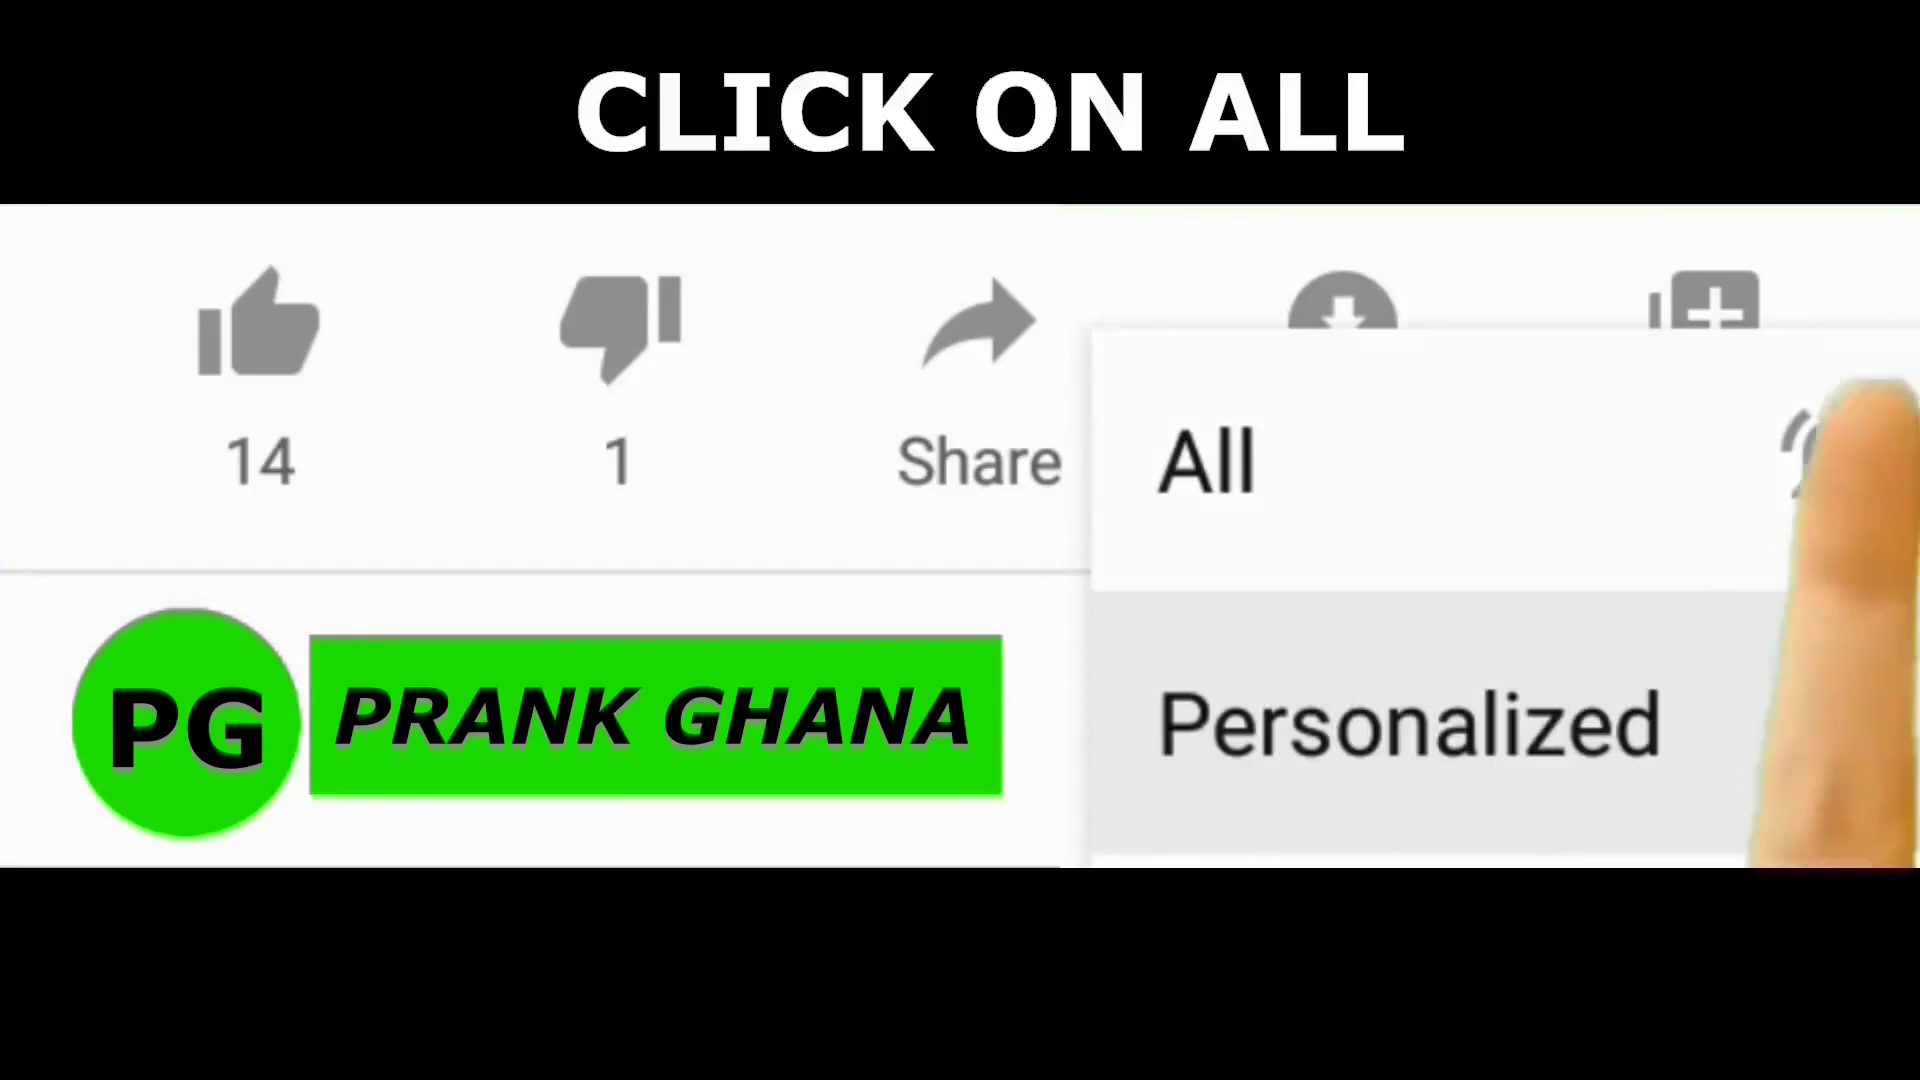 CLICK ON ALL
14
1
Share
All
PG
PRANK GHANA
Personalized